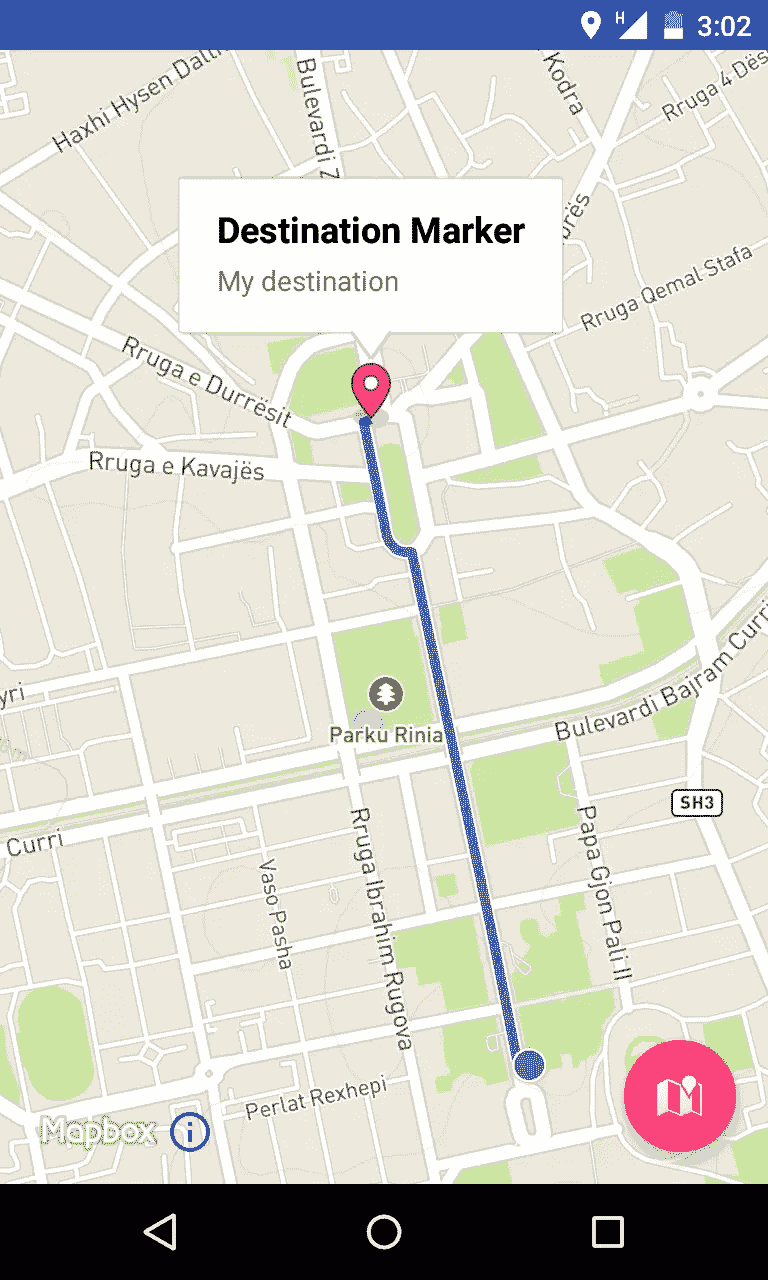 H 3:02
Haxhi Hysen Dalli
Bulevardi Z
Kodra
Rruga 4 Dës
Destination Marker
My destination
brës
Rruga Qemal Stafa
Rruga e Durrësit
Rruga e Kavajës
yri
Parku Rinia
Bulevardi Bajram Curri
SH3
Curri
Rruga Ibrahim Rugova
Papa Gjon Pali II
Vaso Pasha
Perlat Rexhepi
Mapbox i